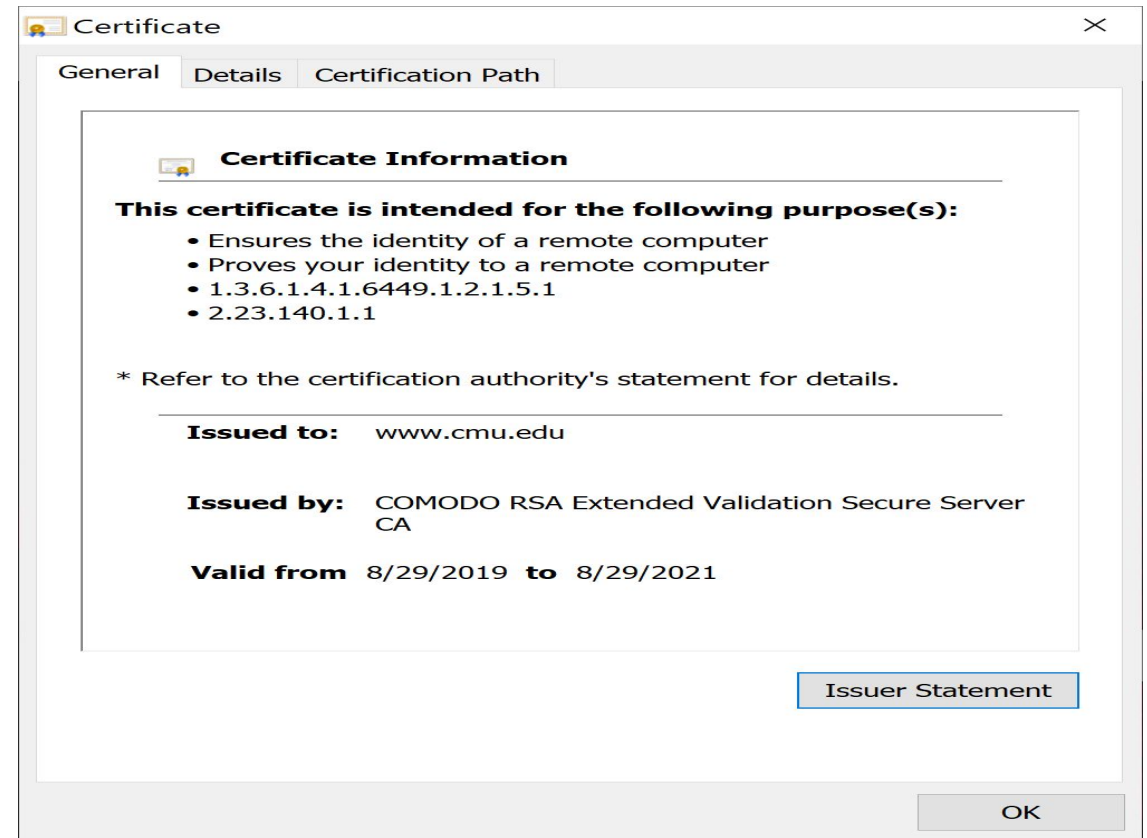 Certificate
General Details Certification Path
Certificate Information
This certificate is intended for the following purpose(s):
• Ensures the identity of a remote computer
• Proves your identity to a remote computer
• 1.3.6.1.4.1.6449.1.2.1.5.1
• 2.23.140.1.1
* Refer to the certification authority's statement for details.
Issued to: www.cmu.edu
Issued by: COMODO RSA Extended Validation Secure Server
CA
Valid from 8/29/2019 to 8/29/2021
Issuer Statement
OK